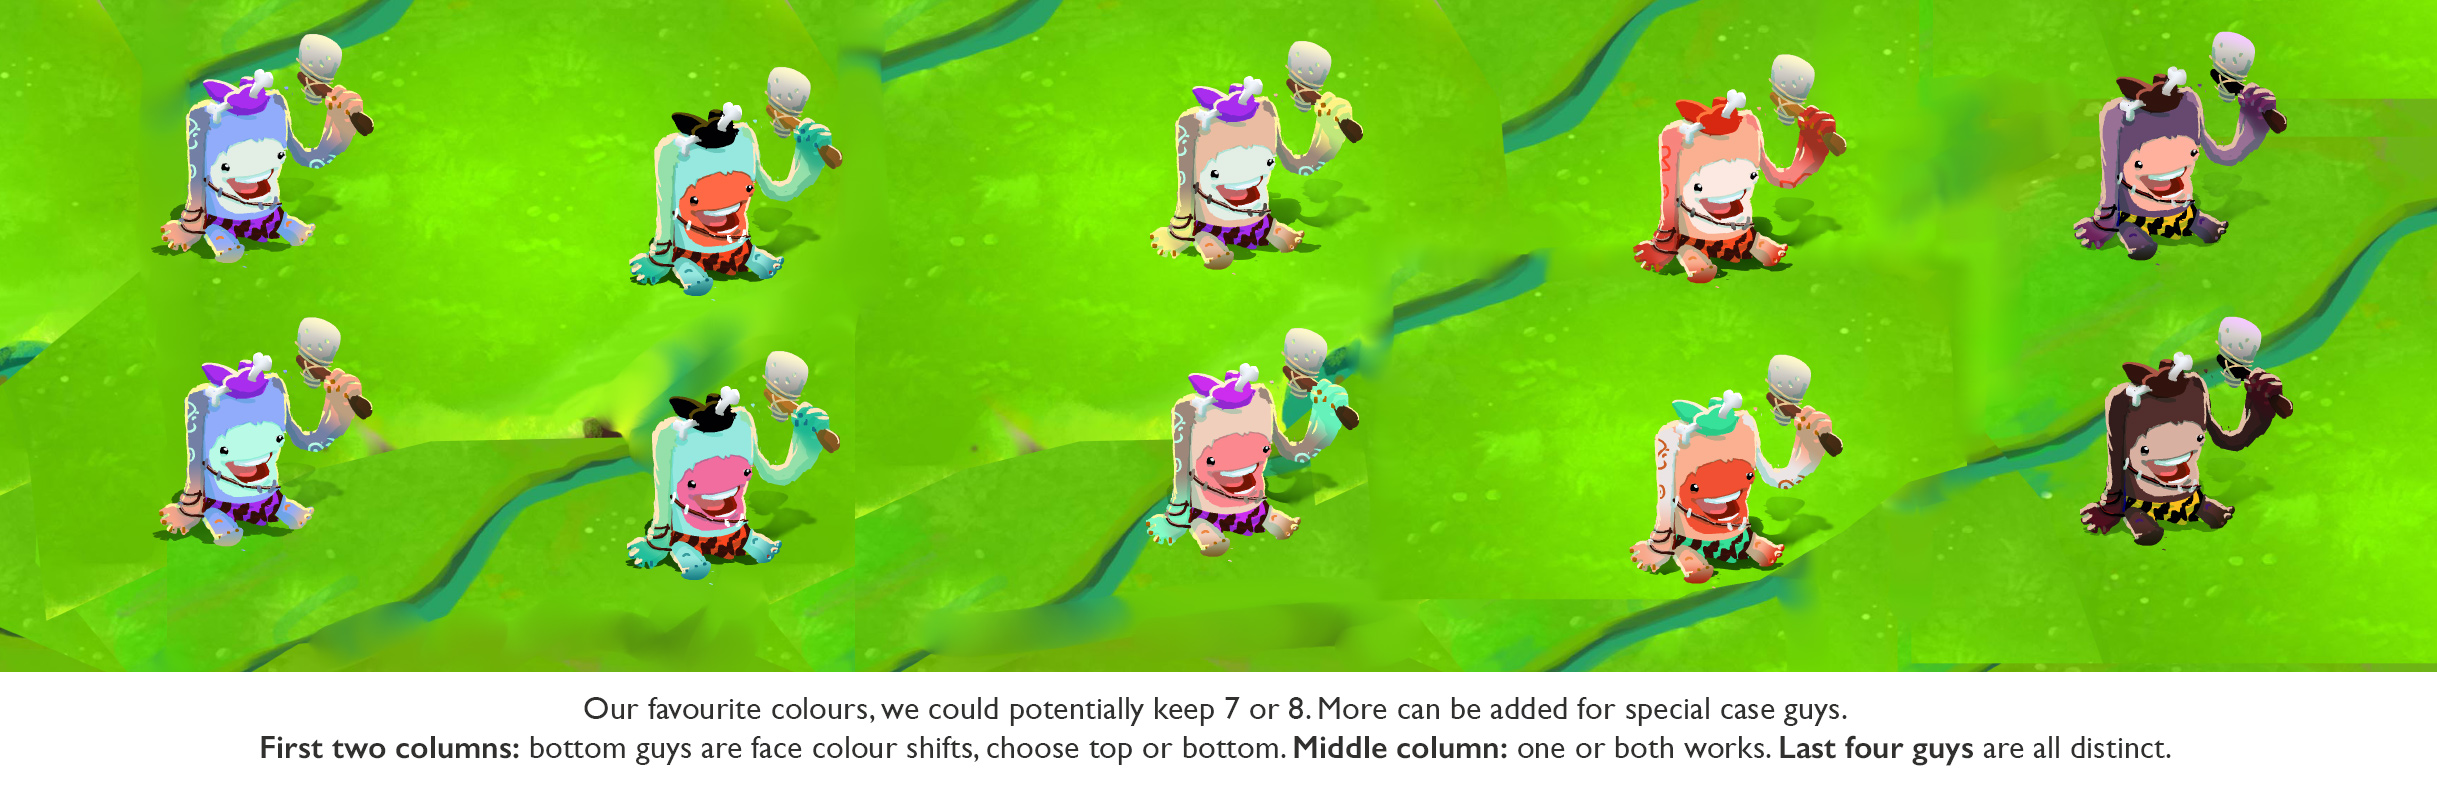 Our favourite colours, we could potentially keep 7 or 8. More can be added for special case guys.
First two columns: bottom guys are face colour shifts, choose top or bottom. Middle column: one or both works. Last four guys are all distinct.